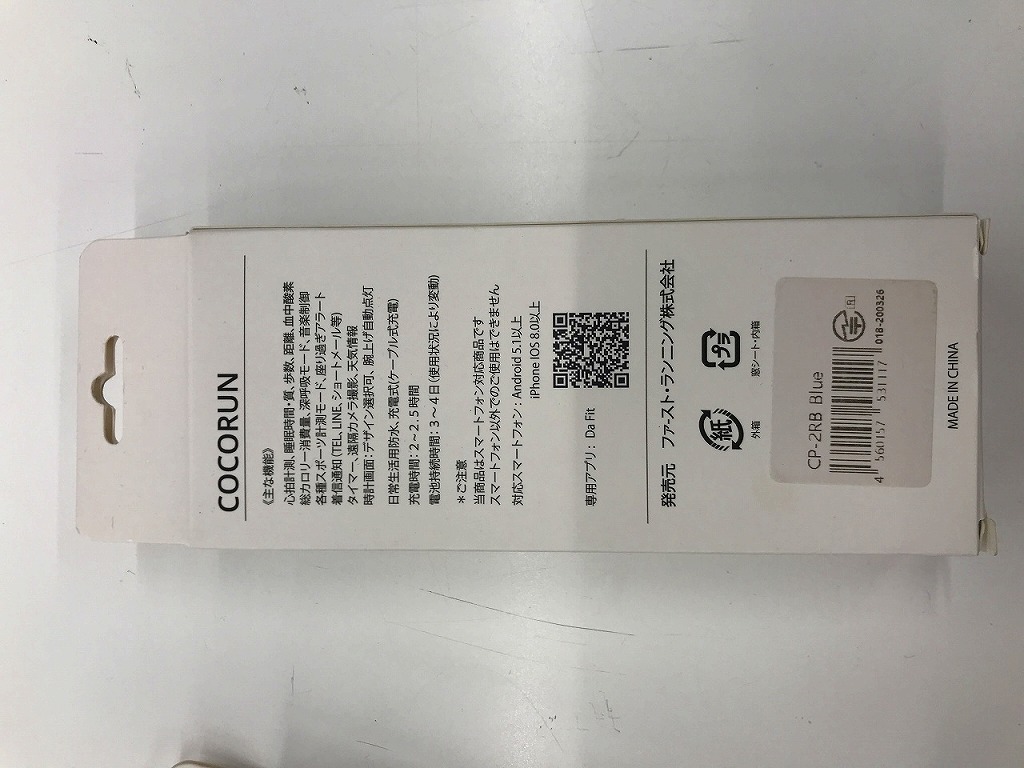 COCORUN
《主な機能》
心拍計測、睡眠時間・質、歩数、距離、血中酸素
総カロリー消費量、深呼吸モード、音楽制御
各種スポーツ計測モード、座り過ぎアラート
着信通知（TEL、LINE、ショートメール等）
タイマー、遠隔カメラ撮影、天気情報
時計画面：デザイン選択可、腕上げ自動点灯
日常生活用防水、充電式（ケーブル式充電）
充電時間：２～２.５時間
電池持続時間：３～４日（使用状況により変動）
＊ご注意
当商品はスマートフォン対応商品です
スマートフォン以外でのご使用はできません
対応スマートフォン：Android 5.1以上
iPhone IOS 8.0以上
専用アプリ：Da Fit
発売元　ファースト・ランニング株式会社
紙
外箱
プラ
窓シート・内箱
CP-2RB Blue
4 560157 531117
018-200326
MADE IN CHINA